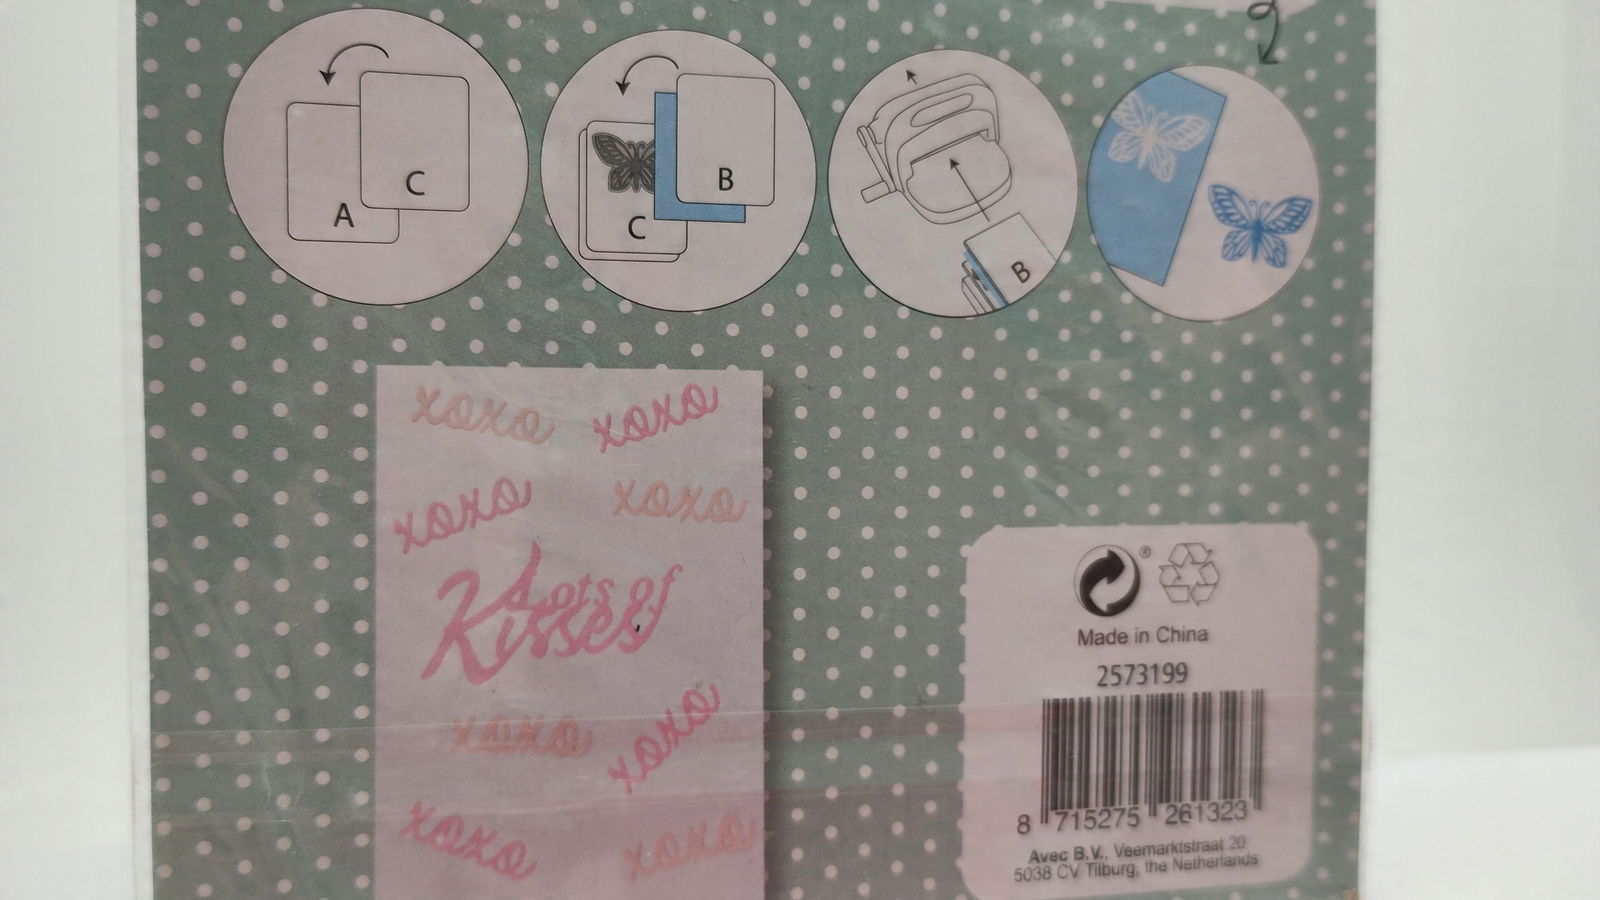 A
C
C
B
B
xoxo
xoxo
xoxo
xoxo
Lots of
Kisses
xoxo
xoxo
xoxo
xoxo
®
Made in China
2573199
8 715275 261323
Avec B.V., Veemarktstraat 20
5038 CV Tilburg, the Netherlands